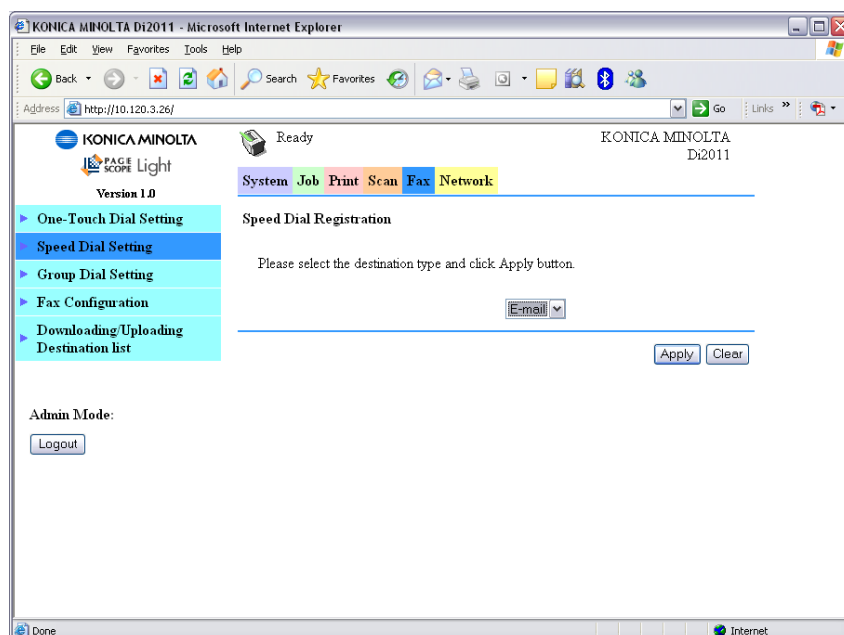 KONICA MINOLTA Di2011 - Microsoft Internet Explorer
File Edit View Favorites Tools Help
Back Search Favorites
Address http://10.120.3.26/ Go Links »
KONICA MINOLTA
PAGE SCOPE Light
Version 1.0
Ready
KONICA MINOLTA
Di2011
System Job Print Scan Fax Network
One-Touch Dial Setting
Speed Dial Setting
Group Dial Setting
Fax Configuration
Downloading/Uploading
Destination list
Admin Mode:
Logout
Speed Dial Registration
Please select the destination type and click Apply button.
E-mail
Apply Clear
Done Internet